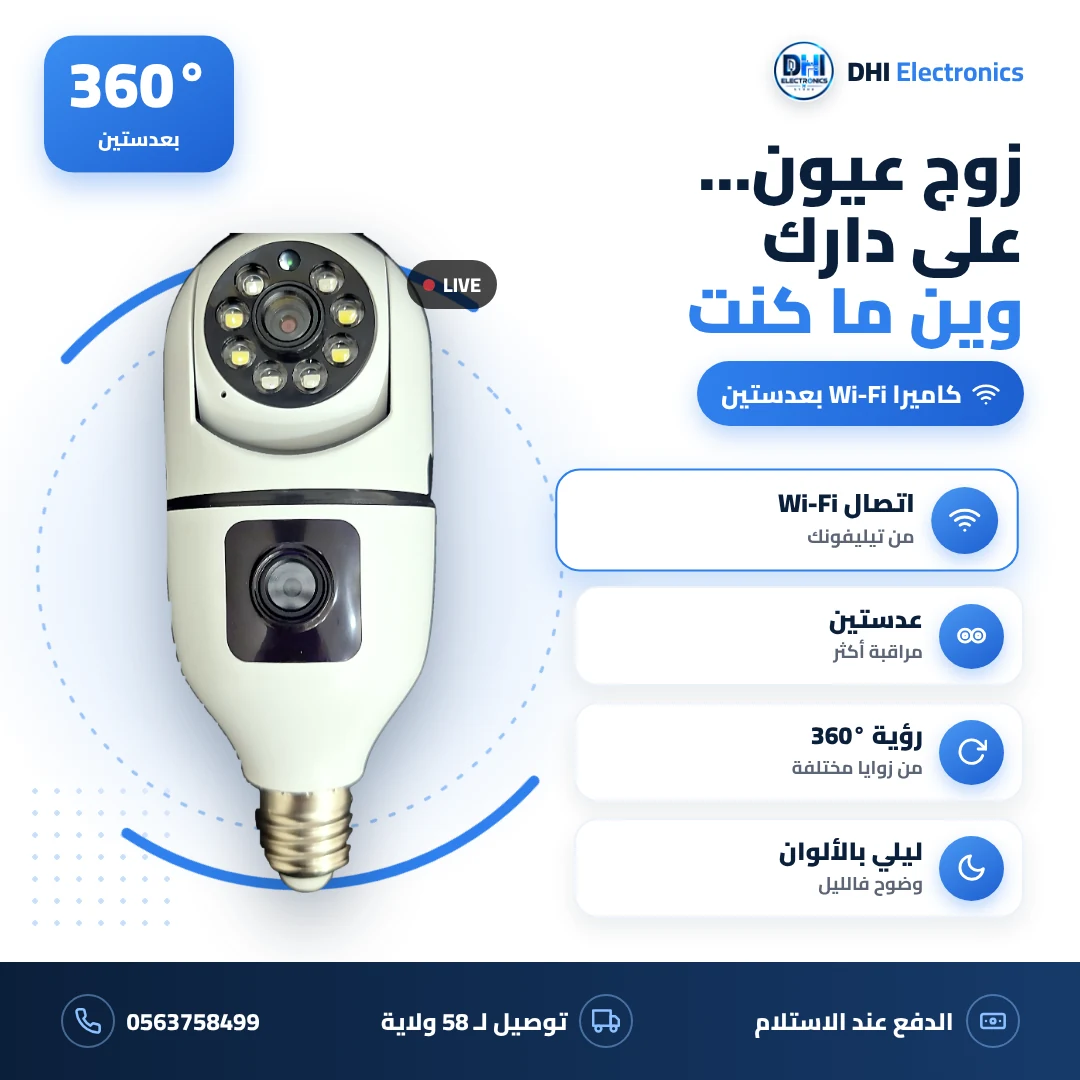 360°
بعدستين
DHI ELECTRONICS
DHI Electronics
زوج عيون...
على دارك
وين ما كنت
كاميرا Wi-Fi بعدستين
LIVE
اتصال Wi-Fi
من تيليفونك
عدستين
مراقبة أكثر
رؤية 360°
من زوايا مختلفة
ليلي بالألوان
وضوح فالليل
الدفع عند الاستلام
توصيل لـ 58 ولاية
0563758499